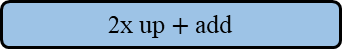 2x up + add